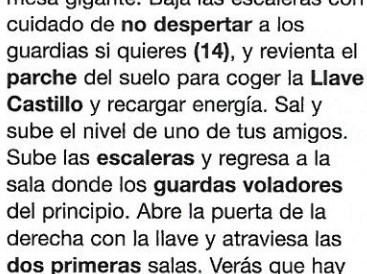 mesa gigante. Baja las escaleras con
cuidado de no despertar a los
guardias si quieres (14), y revienta el
parche del suelo para coger la Llave
Castillo y recargar energía. Sal y
sube el nivel de uno de tus amigos.
Sube las escaleras y regresa a la
sala donde los guardas voladores
del principio. Abre la puerta de la
derecha con la llave y atraviesa las
dos primeras salas. Verás que hay